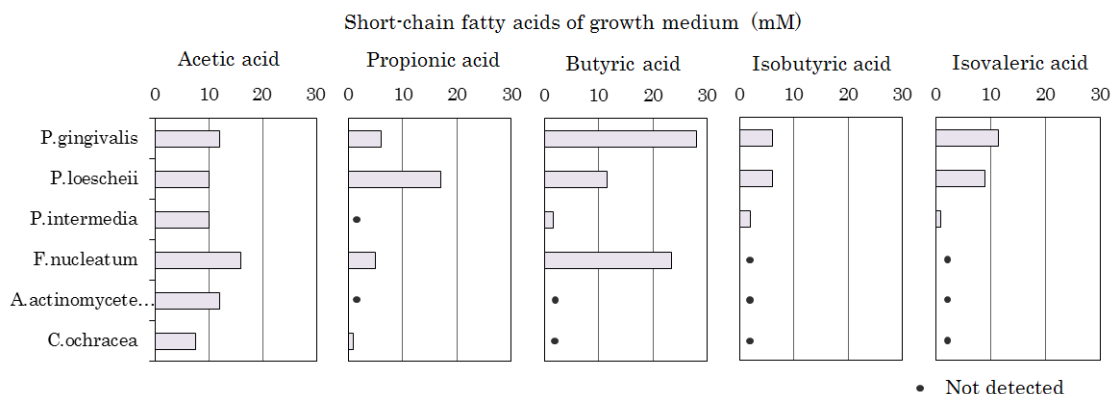 Short-chain fatty acids of growth medium (mM)
Acetic acid
Propionic acid
Butyric acid
Isobutyric acid
Isovaleric acid
0 10 20 30
0 10 20 30
0 10 20 30
0 10 20 30
0 10 20 30
P.gingivalis
P.loescheii
P.intermedia
F.nucleatum
A.actinomycete...
C.ochracea
• Not detected